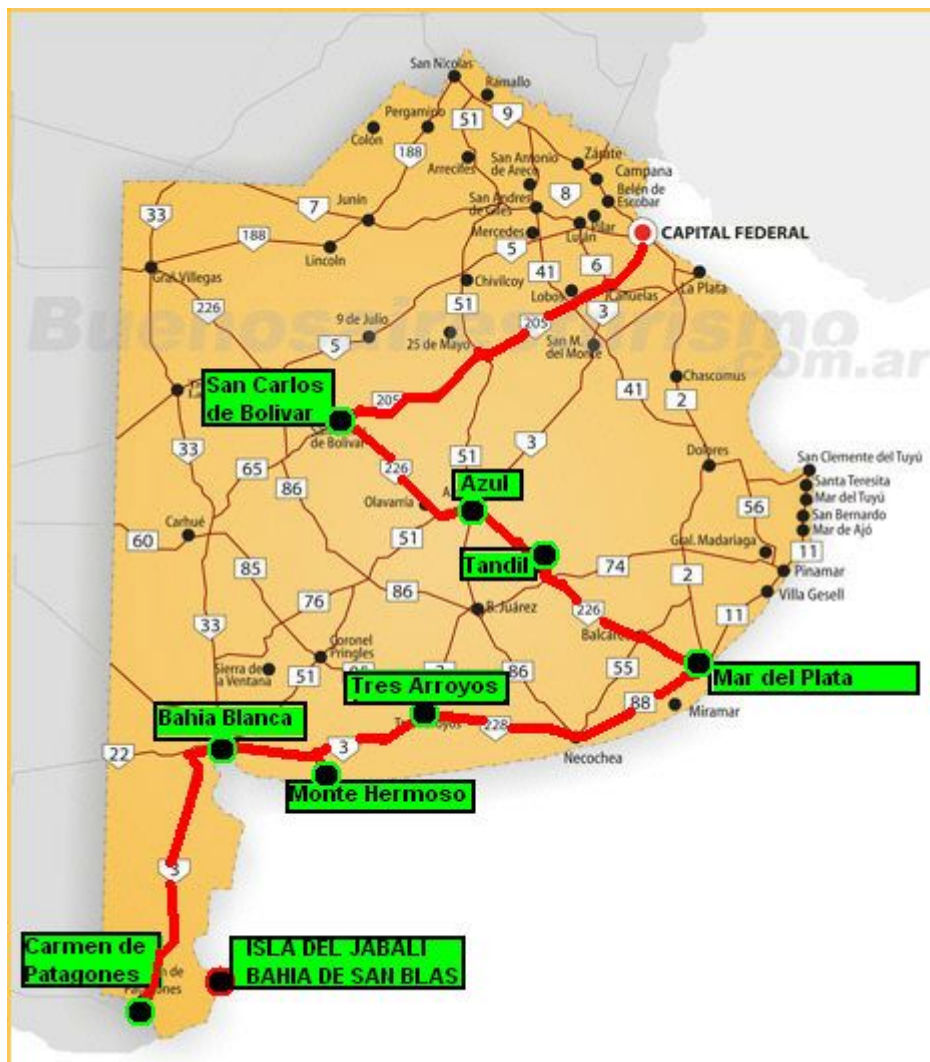 San Nicolas
Ramallo
9
51
Pergamino
Colón
188
Arrecifes
San Antonio
de Areco
Zárate
Campana
8
Belén de
Escobar
33
7
Junín
San Andres
de Giles
Pilar
Luján
Mercedes
CAPITAL FEDERAL
188
Lincoln
5
41
6
Gral. Villegas
Chivilcoy
Lobos
Cañuelas
La Plata
226
51
3
9 de Julio
25 de Mayo
205
San M.
del Monte
5
.com.ar
Chascomus
San Carlos
de Bolivar
205
41
2
de Bolivar
33
65
226
51
3
Dolores
San Clemente del Tuyú
86
Azul
Santa Teresita
Olavarria
Mar del Tuyú
56
San Bernardo
Carhué
Mar de Ajó
60
51
Gral. Madariaga
11
Tandil
74
Pinamar
85
86
2
Villa Gesell
76
B. Juárez
226
11
33
Balcarce
Coronel
Pringles
Sierra de
la Ventana
51
86
55
Mar del Plata
Tres Arroyos
88
Miramar
Bahia Blanca
228
22
3
Necochea
Monte Hermoso
3
Carmen de
Patagones
ISLA DEL JABALI
BAHIA DE SAN BLAS